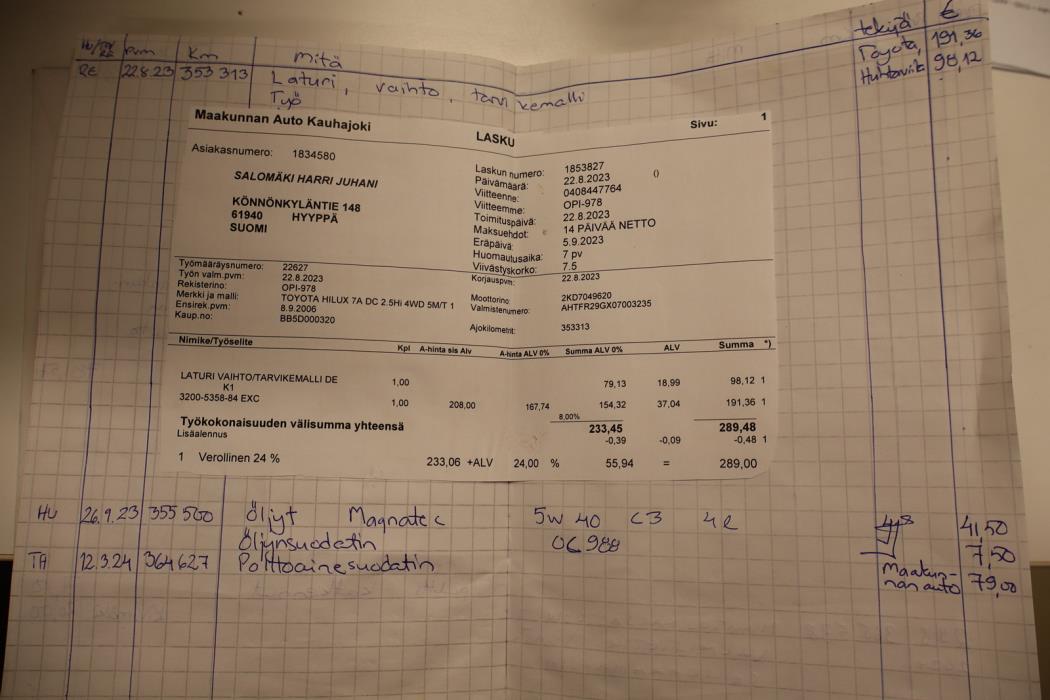 HU/TA/RE pvm Km mitä tekijä €
RE 22.8.23 353 313 Laturi, vaihto, tarvikemalli Toyota, 191,36
Työ Huhtaviita 98,12
Maakunnan Auto Kauhajoki LASKU Sivu: 1
Asiakasnumero: 1834580
SALOMÄKI HARRI JUHANI
KÖNNÖNKYLÄNTIE 148
61940 HYYPPÄ
SUOMI
Laskun numero: 1853827 ()
Päivämäärä: 22.8.2023
Viitteenne: 0408447764
Viitteemme: OPI-978
Toimituspäivä: 22.8.2023
Maksuehdot: 14 PÄIVÄÄ NETTO
Eräpäivä: 5.9.2023
Huomautusaika: 7 pv
Viivästyskorko: 7.5
Työmääräysnumero: 22627
Työn valm.pvm: 22.8.2023
Rekisterino: OPI-978
Merkki ja malli: TOYOTA HILUX 7A DC 2.5Hi 4WD 5M/T 1
Ensirek.pvm: 8.9.2006
Kaup.no: BB5D000320
Korjauspvm: 22.8.2023
Moottorino: 2KD7049620
Valmistenumero: AHTFR29GX07003235
Ajokilometrit: 353313
Nimike/Työselite Kpl A-hinta sis Alv A-hinta ALV 0% Summa ALV 0% ALV Summa *)
LATURI VAIHTO/TARVIKEMALLI DE 1,00 79,13 18,99 98,12 1
K1
3200-5358-84 EXC 1,00 208,00 167,74 154,32 37,04 191,36 1
8,00%
Työkokonaisuuden välisumma yhteensä 233,45 289,48
Lisäalennus -0,39 -0,09 -0,48 1
1 Verollinen 24 % 233,06 +ALV 24,00 % 55,94 = 289,00
HU 26.9.23 355 500 Öljyt Magnatec 5W 40 C3 4l 41,50
Öljynsuodatin OC 988 7,50
TA 12.3.24 364 627 Polttoainesuodatin Maakun-
nan auto 79,00